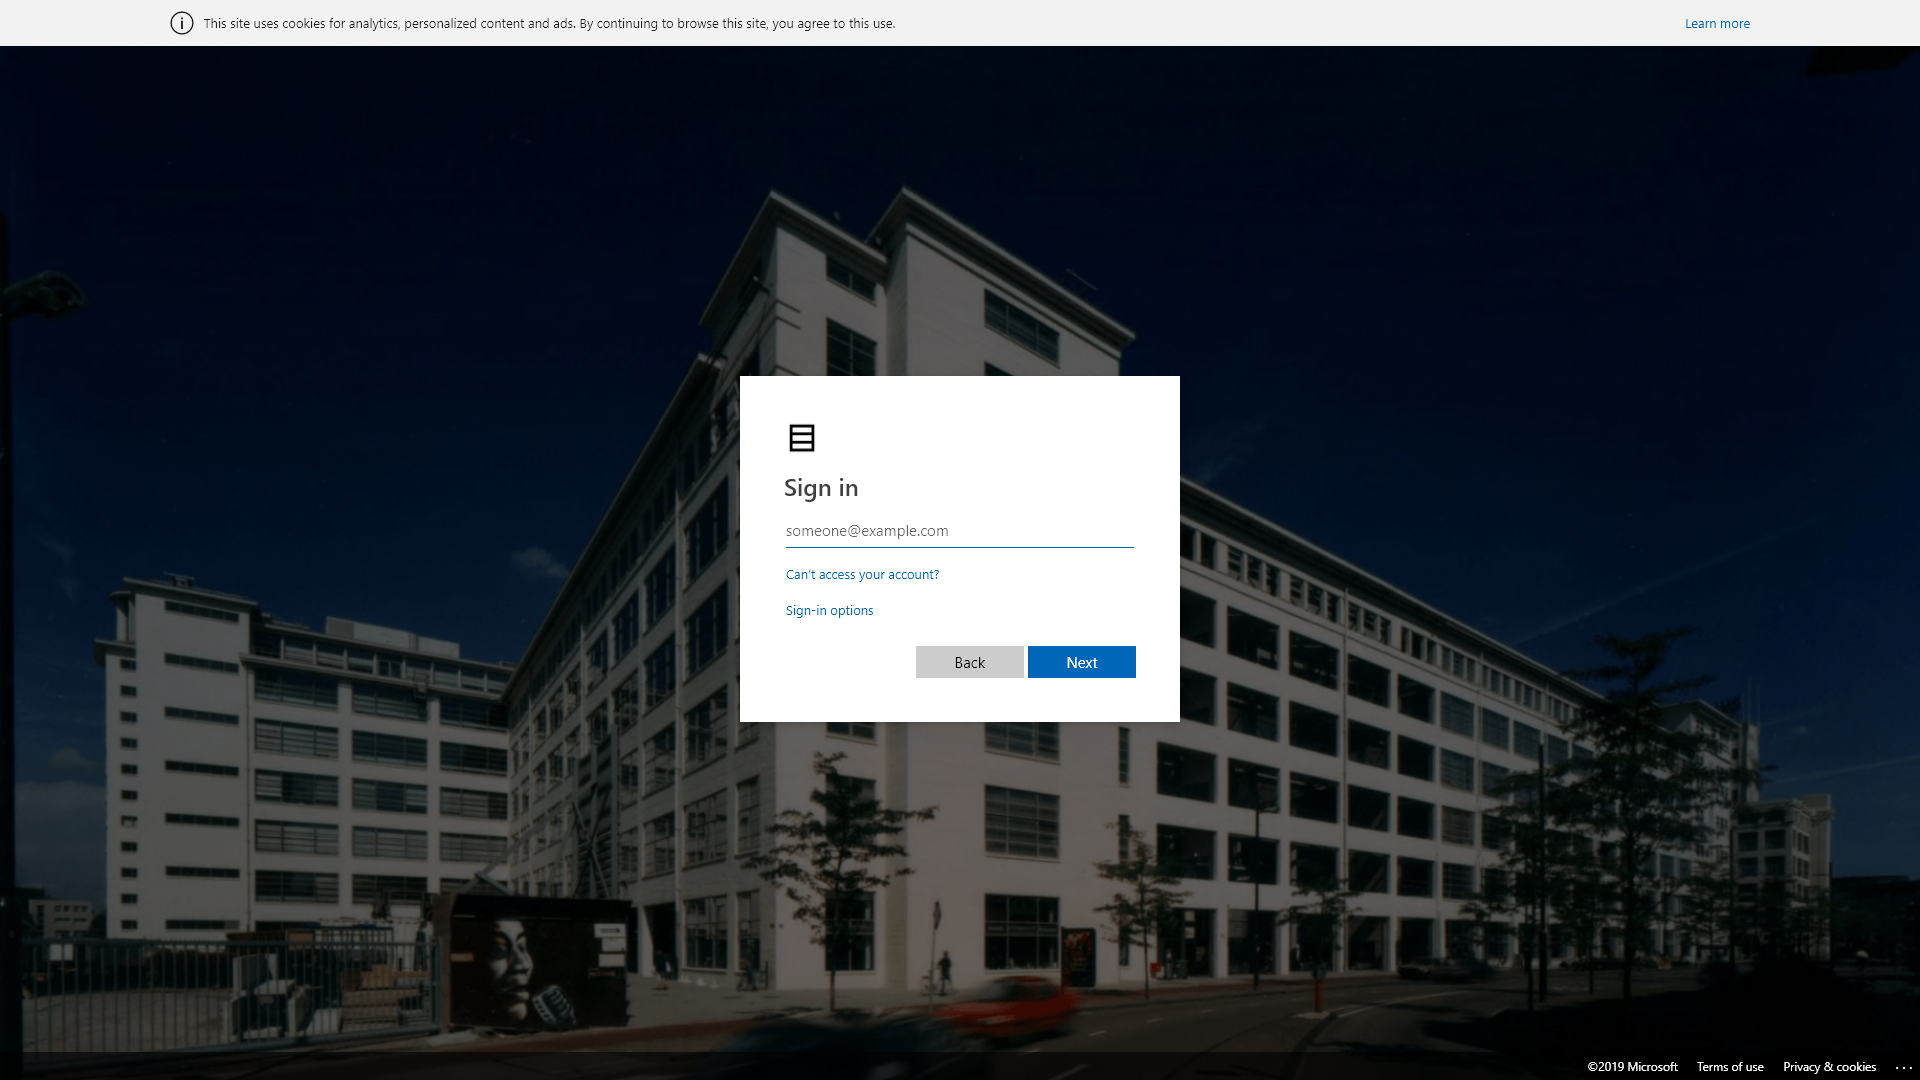 This site uses cookies for analytics, personalized content and ads. By continuing to browse this site, you agree to this use.
Learn more
Sign in
someone@example.com
Can't access your account?
Sign-in options
Back
Next
©2019 Microsoft
Terms of use
Privacy & cookies
...